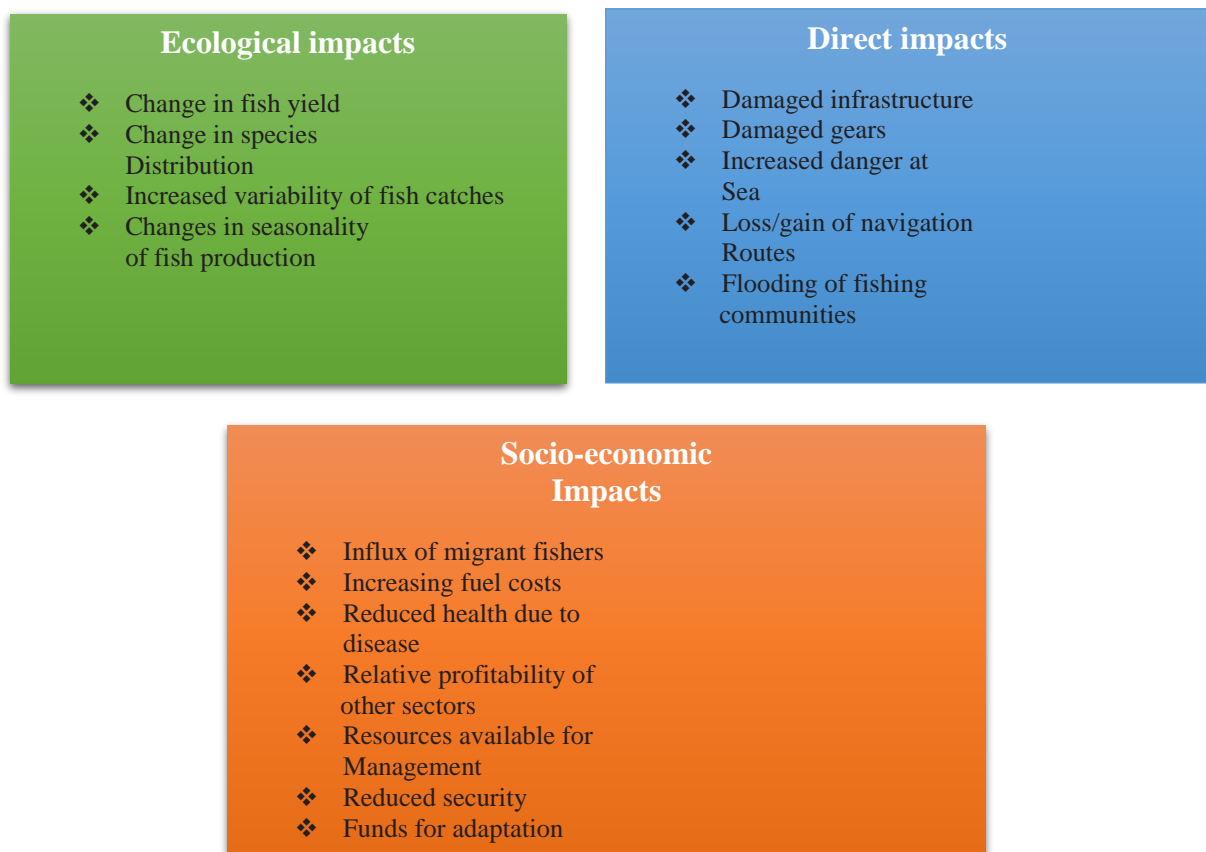 Ecological impacts
❖ Change in fish yield
❖ Change in species
Distribution
❖ Increased variability of fish catches
❖ Changes in seasonality
of fish production
Direct impacts
❖ Damaged infrastructure
❖ Damaged gears
❖ Increased danger at
Sea
❖ Loss/gain of navigation
Routes
❖ Flooding of fishing
communities
Socio-economic
Impacts
❖ Influx of migrant fishers
❖ Increasing fuel costs
❖ Reduced health due to
disease
❖ Relative profitability of
other sectors
❖ Resources available for
Management
❖ Reduced security
❖ Funds for adaptation